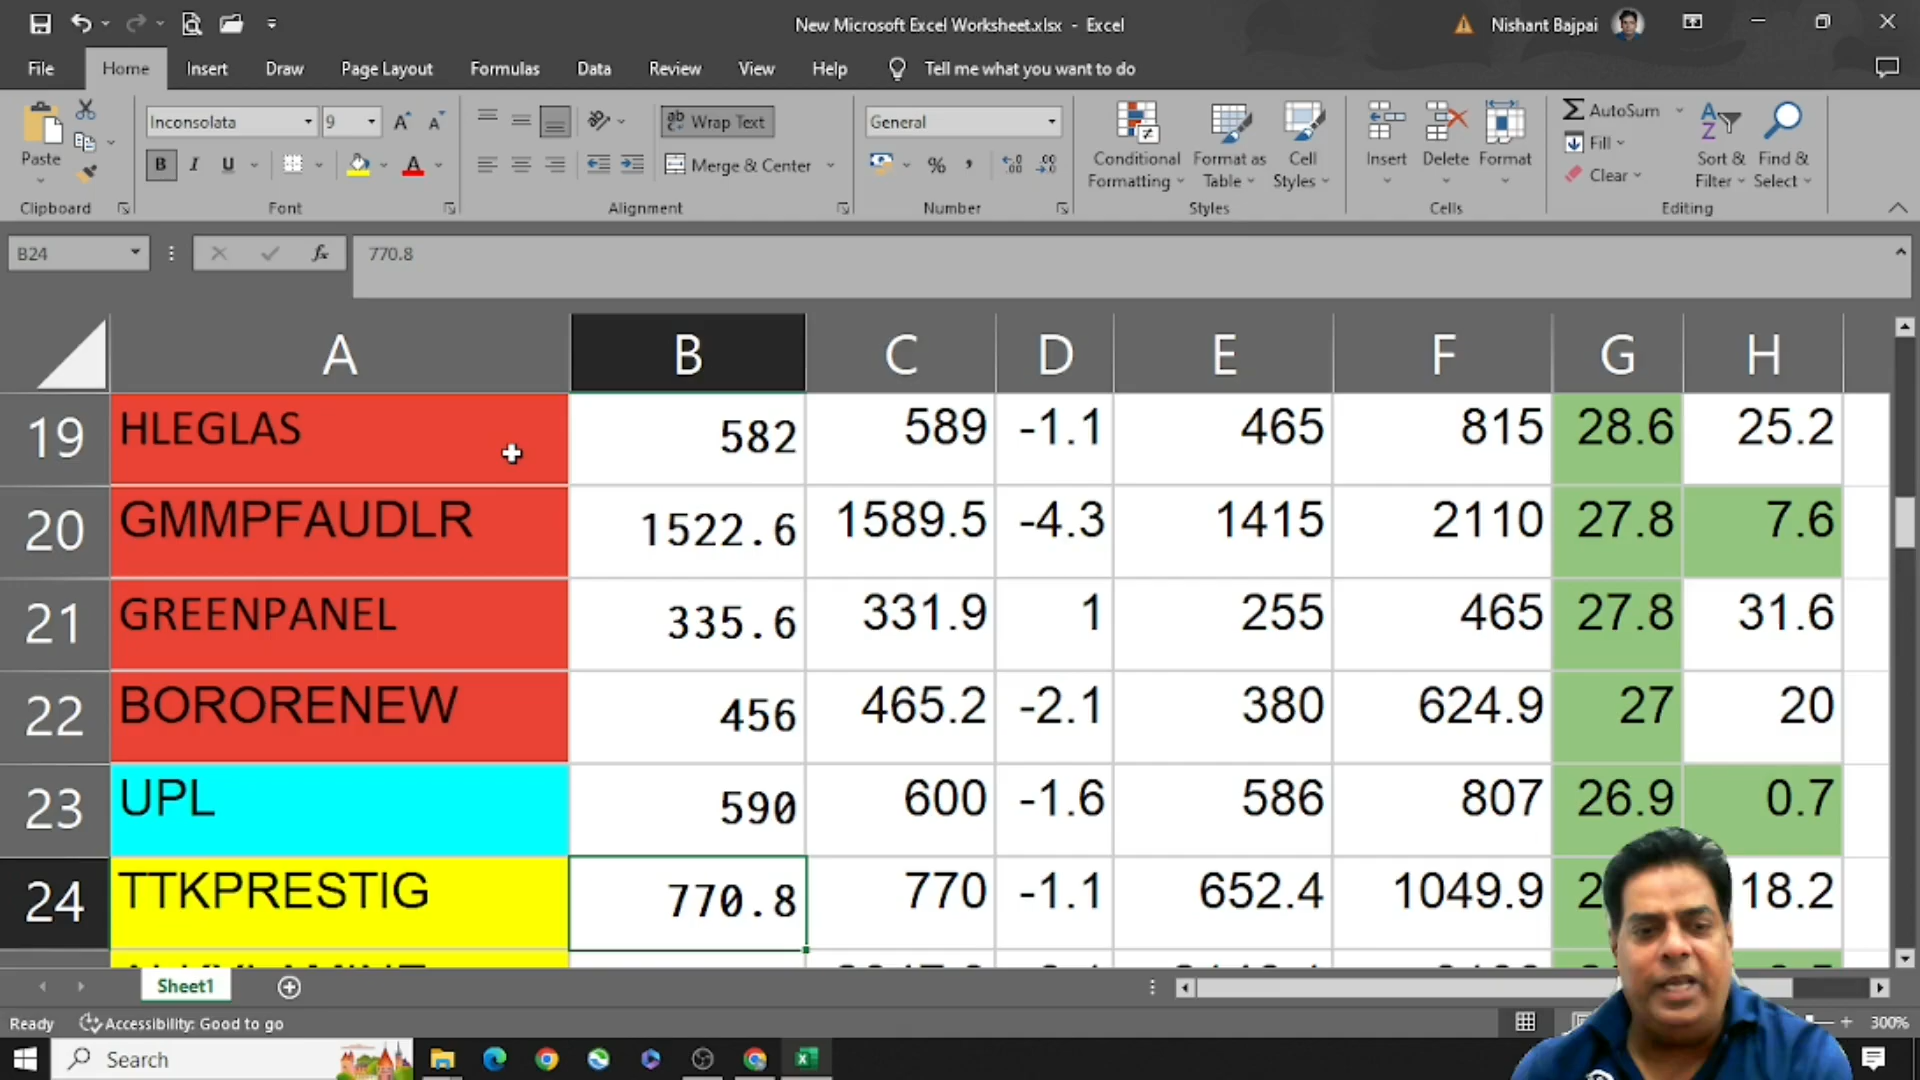 New Microsoft Excel Worksheet.xlsx - Excel
Nishant Bajpai
File Home Insert Draw Page Layout Formulas Data Review View Help Tell me what you want to do
Inconsolata 9 Wrap Text General AutoSum
Paste Conditional Format as Cell Insert Delete Format Fill Sort & Find &
B I U Merge & Center % Formatting Table Styles Clear Filter Select
Clipboard Font Alignment Number Styles Cells Editing
B24 fx 770.8
A B C D E F G H
19 HLEGLAS 582 589 -1.1 465 815 28.6 25.2
20 GMMPFAUDLR 1522.6 1589.5 -4.3 1415 2110 27.8 7.6
21 GREENPANEL 335.6 331.9 1 255 465 27.8 31.6
22 BORORENEW 456 465.2 -2.1 380 624.9 27 20
23 UPL 590 600 -1.6 586 807 26.9 0.7
24 TTKPRESTIG 770.8 770 -1.1 652.4 1049.9 18.2
Sheet1
Ready Accessibility: Good to go 300%
Search